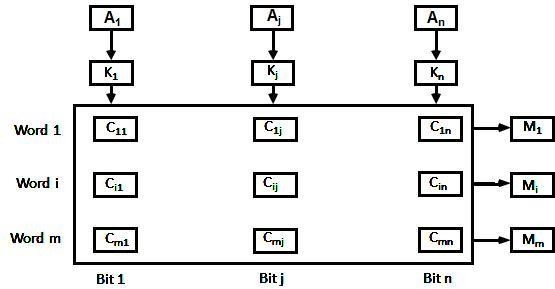 A1 Aj An
K1 Kj Kn
Word 1 C11 C1j C1n M1
Word i Ci1 Cij Cin Mi
Word m Cm1 Cmj Cmn Mm
Bit 1 Bit j Bit n